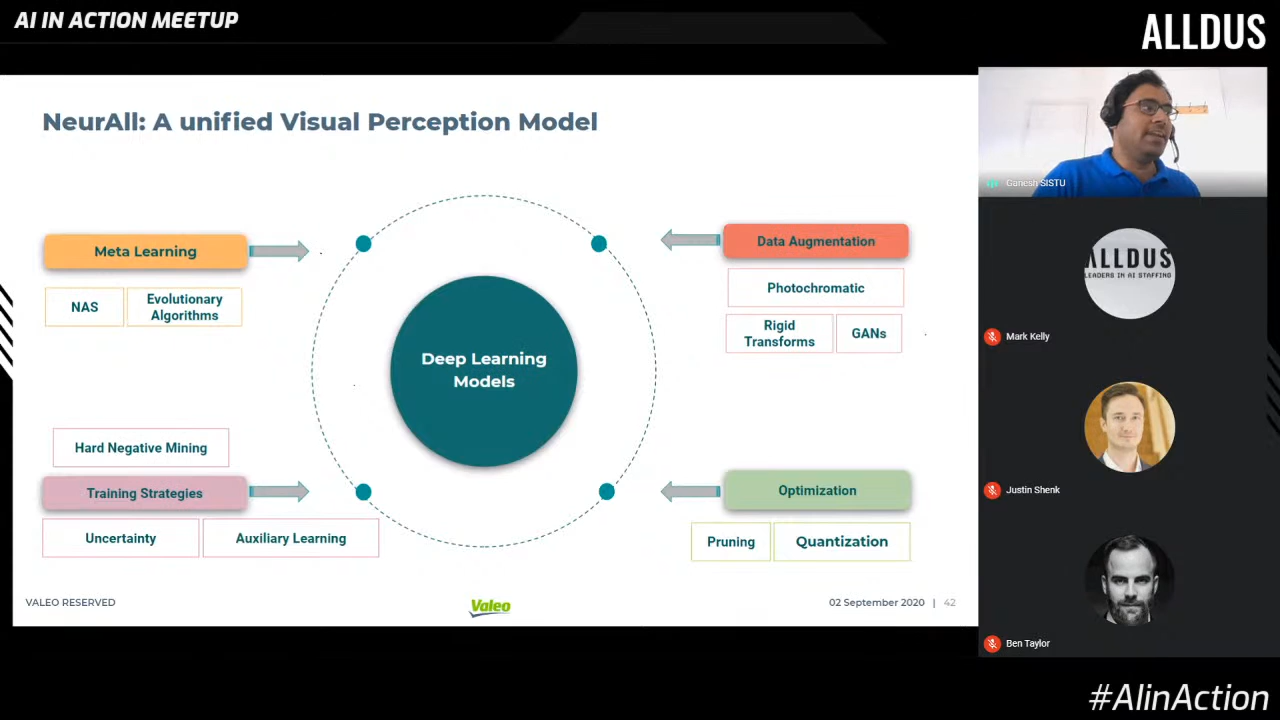 AI IN ACTION MEETUP
ALLDUS
NeurAll: A unified Visual Perception Model
Meta Learning
NAS
Evolutionary
Algorithms
Data Augmentation
Photochromatic
Rigid
Transforms
GANs
Deep Learning
Models
Hard Negative Mining
Training Strategies
Uncertainty
Auxiliary Learning
Optimization
Pruning
Quantization
VALEO RESERVED
Valeo
02 September 2020 | 42
Ganesh SISTU
ALLDUS
LEADERS IN AI STAFFING
Mark Kelly
Justin Shenk
Ben Taylor
#AIinAction